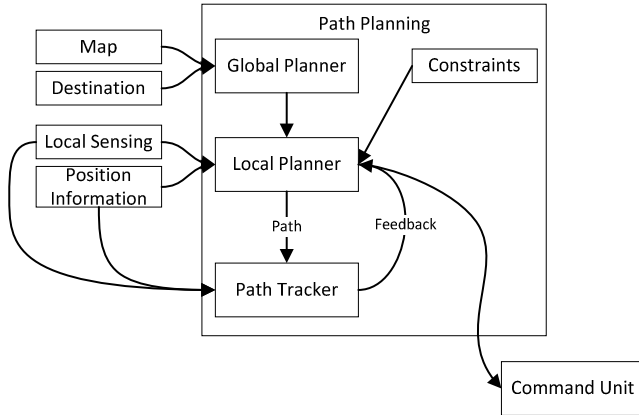 Path Planning
Map
Global Planner
Constraints
Destination
Local Sensing
Local Planner
Position
Information
Path
Feedback
Path Tracker
Command Unit